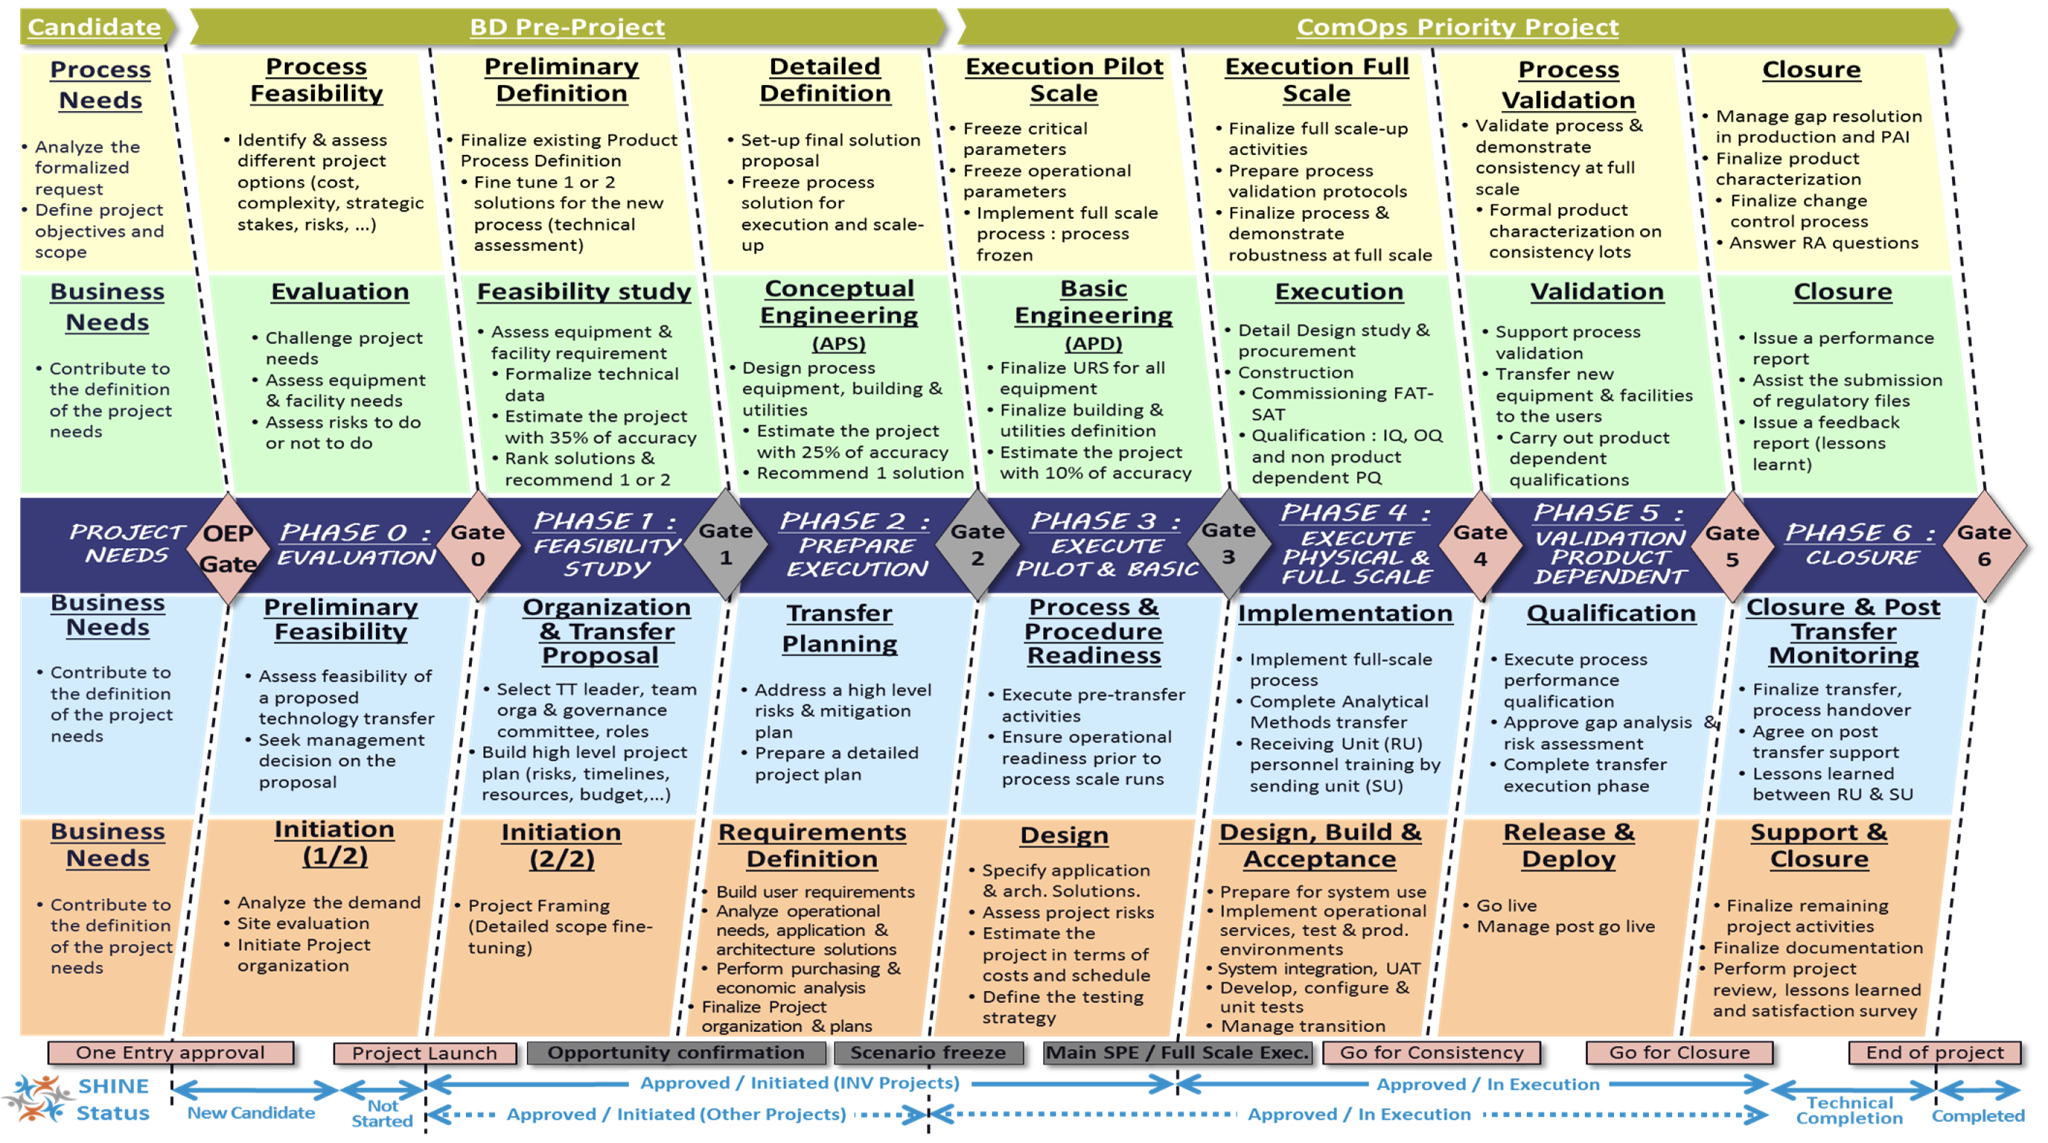 Candidate
BD Pre-Project
ComOps Priority Project
Process
Needs
• Analyze the
formalized
request
• Define project
objectives and
scope
Process
Feasibility
• Identify & assess
different project
options (cost,
complexity, strategic
stakes, risks, ...)
Preliminary
Definition
• Finalize existing Product
Process Definition
• Fine tune 1 or 2
solutions for the new
process (technical
assessment)
Detailed
Definition
• Set-up final solution
proposal
• Freeze process
solution for
execution and scale-
up
Execution Pilot
Scale
• Freeze critical
parameters
• Freeze operational
parameters
• Implement full scale
process : process
frozen
Execution Full
Scale
• Finalize full scale-up
activities
• Prepare process
validation protocols
• Finalize process &
demonstrate
robustness at full scale
Process
Validation
• Validate process &
demonstrate
consistency at full
scale
• Formal product
characterization on
consistency lots
Closure
• Manage gap resolution
in production and PAI
• Finalize product
characterization
• Finalize change
control process
• Answer RA questions
Business
Needs
• Contribute to
the definition
of the project
needs
Evaluation
• Challenge project
needs
• Assess equipment
& facility needs
• Assess risks to do
or not to do
Feasibility study
• Assess equipment &
facility requirement
• Formalize technical
data
• Estimate the project
with 35% of accuracy
• Rank solutions &
recommend 1 or 2
Conceptual
Engineering
(APS)
• Design process
equipment, building &
utilities
• Estimate the project
with 25% of accuracy
• Recommend 1 solution
Basic
Engineering
(APD)
• Finalize URS for all
equipment
• Finalize building &
utilities definition
• Estimate the project
with 10% of accuracy
Execution
• Detail Design study &
procurement
• Construction
• Commissioning FAT-
SAT
• Qualification : IQ, OQ
and non product
dependent PQ
Validation
• Support process
validation
• Transfer new
equipment & facilities
to the users
• Carry out product
dependent
qualifications
Closure
• Issue a performance
report
• Assist the submission
of regulatory files
• Issue a feedback
report (lessons
learnt)
PROJECT
NEEDS
OEP
Gate
PHASE 0 :
EVALUATION
Gate
0
PHASE 1 :
FEASIBILITY
STUDY
Gate
1
PHASE 2 :
PREPARE
EXECUTION
Gate
2
PHASE 3 :
EXECUTE
PILOT & BASIC
Gate
3
PHASE 4 :
EXECUTE
PHYSICAL &
FULL SCALE
Gate
4
PHASE 5 :
VALIDATION
PRODUCT
DEPENDENT
Gate
5
PHASE 6 :
CLOSURE
Gate
6
Business
Needs
• Contribute to
the definition
of the project
needs
Preliminary
Feasibility
• Assess feasibility of
a proposed
technology transfer
• Seek management
decision on the
proposal
Organization
& Transfer
Proposal
• Select TT leader, team
orga & governance
committee, roles
• Build high level project
plan (risks, timelines,
resources, budget,...)
Transfer
Planning
• Address a high level
risks & mitigation
plan
• Prepare a detailed
project plan
Process &
Procedure
Readiness
• Execute pre-transfer
activities
• Ensure operational
readiness prior to
process scale runs
Implementation
• Implement full-scale
process
• Complete Analytical
Methods transfer
• Receiving Unit (RU)
personnel training by
sending unit (SU)
Qualification
• Execute process
performance
qualification
• Approve gap analysis &
risk assessment
• Complete transfer
execution phase
Closure & Post
Transfer
Monitoring
• Finalize transfer,
process handover
• Agree on post
transfer support
• Lessons learned
between RU & SU
Business
Needs
• Contribute to
the definition
of the project
needs
Initiation
(1/2)
• Analyze the demand
• Site evaluation
• Initiate Project
organization
Initiation
(2/2)
• Project Framing
(Detailed scope fine-
tuning)
Requirements
Definition
• Build user requirements
• Analyze operational
needs, application &
architecture solutions
• Perform purchasing &
economic analysis
• Finalize Project
organization & plans
Design
• Specify application
& arch. Solutions.
• Assess project risks
• Estimate the
project in terms of
costs and schedule
• Define the testing
strategy
Design, Build &
Acceptance
• Prepare for system use
• Implement operational
services, test & prod.
environments
• System integration, UAT
• Develop, configure &
unit tests
• Manage transition
Release &
Deploy
• Go live
• Manage post go live
Support &
Closure
• Finalize remaining
project activities
• Finalize documentation
• Perform project
review, lessons learned
and satisfaction survey
One Entry approval
Project Launch
Opportunity confirmation
Scenario freeze
Main SPE / Full Scale Exec.
Go for Consistency
Go for Closure
End of project
SHINE
Status
New Candidate
Not
Started
Approved / Initiated (INV Projects)
Approved / In Execution
Approved / Initiated (Other Projects)
Approved / In Execution
Technical
Completion
Completed